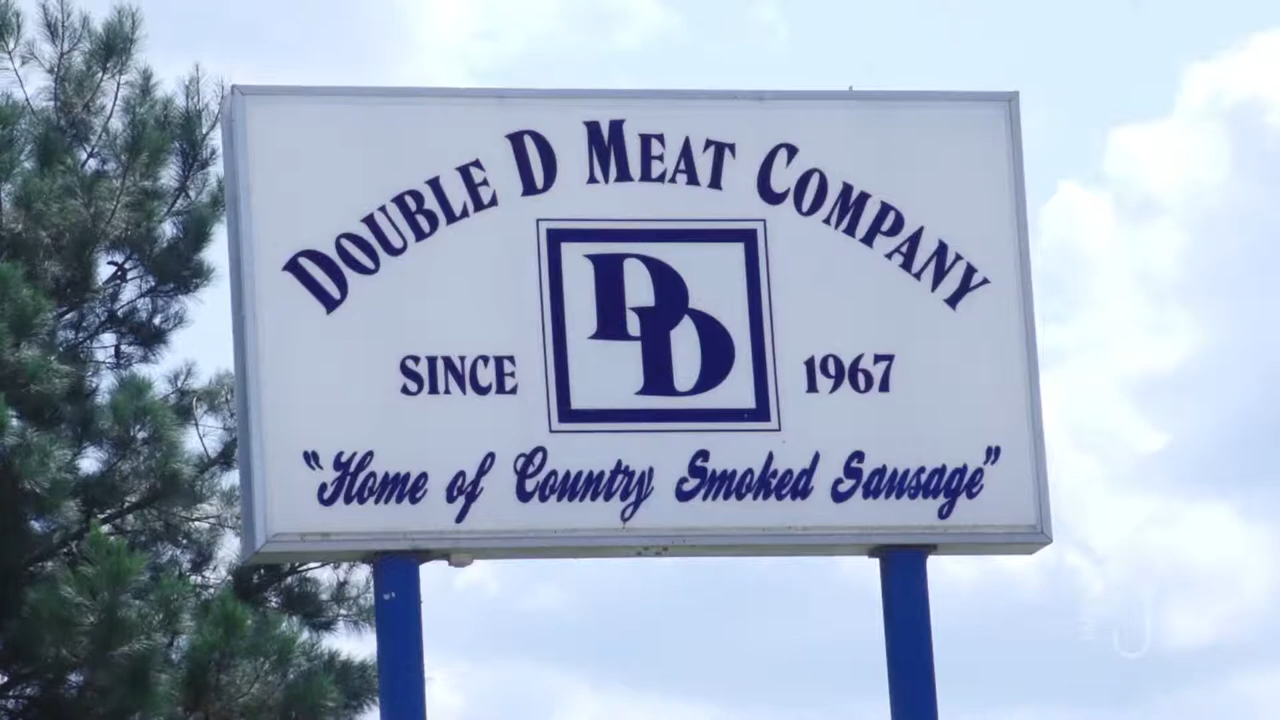 DOUBLE D MEAT COMPANY
DD
SINCE 1967
"Home of Country Smoked Sausage"